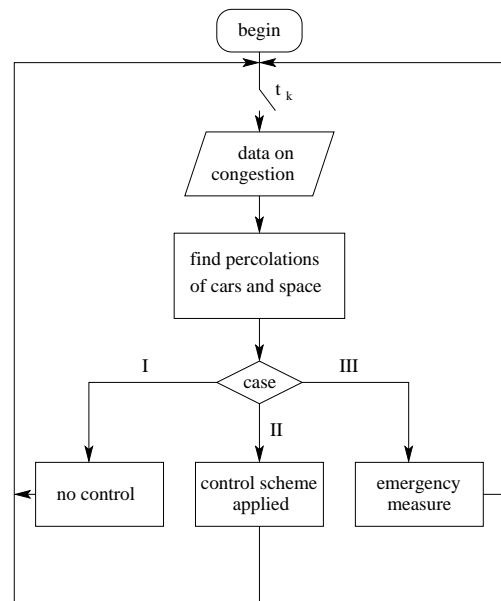 begin
t k
data on
congestion
find percolations
of cars and space
I
case
III
II
no control
control scheme
applied
emergency
measure